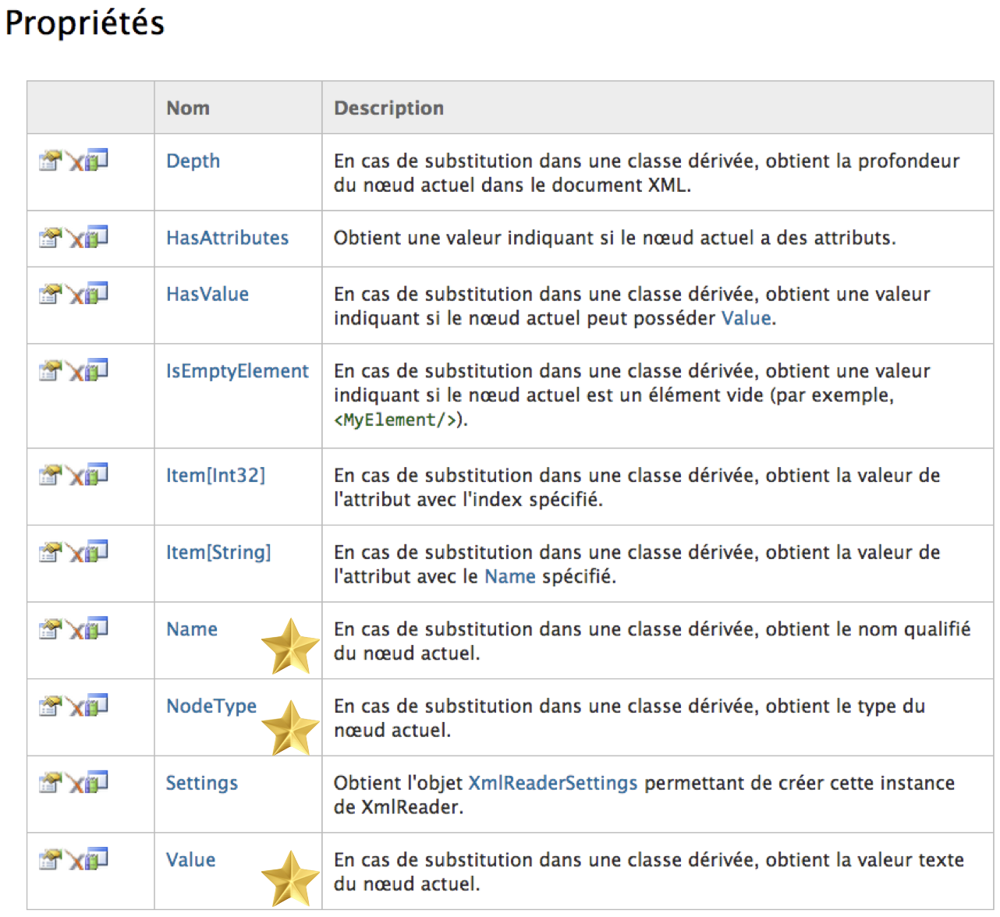 Propriétés
Nom Description
Depth En cas de substitution dans une classe dérivée, obtient la profondeur
du nœud actuel dans le document XML.
HasAttributes Obtient une valeur indiquant si le nœud actuel a des attributs.
HasValue En cas de substitution dans une classe dérivée, obtient une valeur
indiquant si le nœud actuel peut posséder Value.
IsEmptyElement En cas de substitution dans une classe dérivée, obtient une valeur
indiquant si le nœud actuel est un élément vide (par exemple,
<MyElement/>).
Item[Int32] En cas de substitution dans une classe dérivée, obtient la valeur de
l'attribut avec l'index spécifié.
Item[String] En cas de substitution dans une classe dérivée, obtient la valeur de
l'attribut avec le Name spécifié.
Name En cas de substitution dans une classe dérivée, obtient le nom qualifié
du nœud actuel.
NodeType En cas de substitution dans une classe dérivée, obtient le type du
nœud actuel.
Settings Obtient l'objet XmlReaderSettings permettant de créer cette instance
de XmlReader.
Value En cas de substitution dans une classe dérivée, obtient la valeur texte
du nœud actuel.